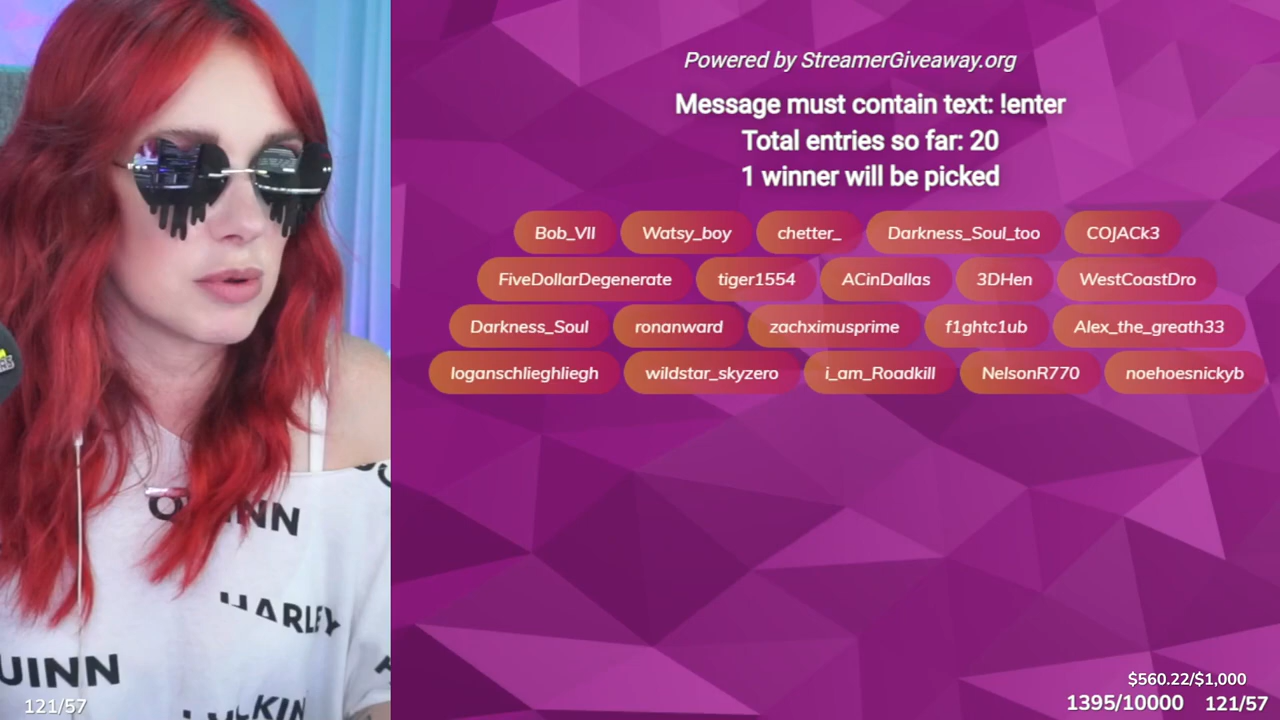 Powered by StreamerGiveaway.org
Message must contain text: !enter
Total entries so far: 20
1 winner will be picked
Bob_VII Watsy_boy chetter_ Darkness_Soul_too COJACk3
FiveDollarDegenerate tiger1554 ACinDallas 3DHen WestCoastDro
Darkness_Soul ronanward zachximusprime f1ghtc1ub Alex_the_greath33
loganschlieghliegh wildstar_skyzero i_am_Roadkill NelsonR770 noehoesnickyb
HARLEY
UINN
$560.22/$1,000
121/57
1395/10000 121/57